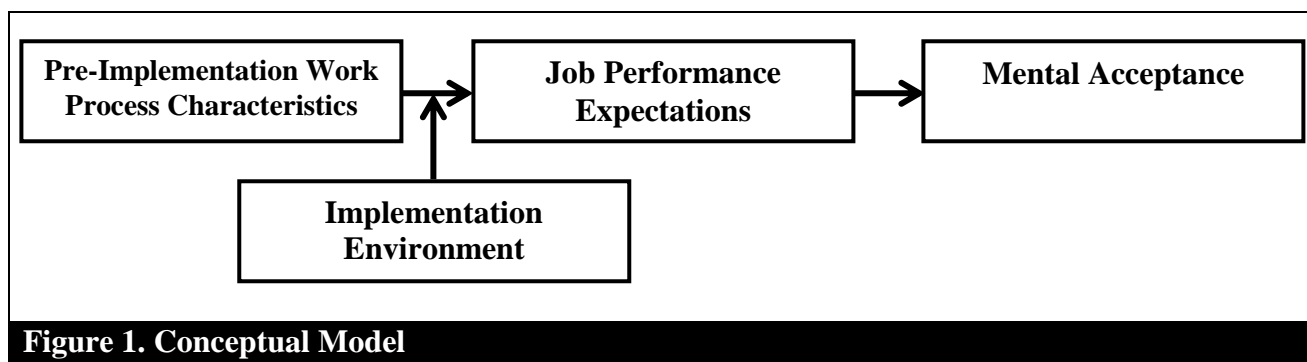 Pre-Implementation Work
Process Characteristics
Job Performance
Expectations
Mental Acceptance
Implementation
Environment
Figure 1. Conceptual Model